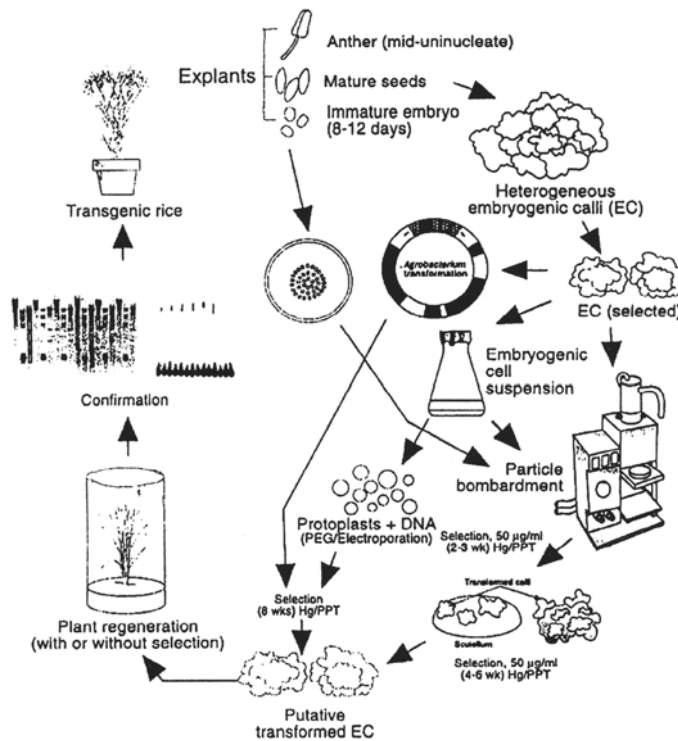 Explants
Anther (mid-uninucleate)
Mature seeds
Immature embryo
(8-12 days)
Heterogeneous
embryogenic calli (EC)
Transgenic rice
Agrobacterium
transformation
EC (selected)
Embryogenic
cell
suspension
Confirmation
Particle
bombardment
Protoplasts + DNA
(PEG/Electroporation)
Selection, 50 µg/ml
(2-3 wk) Hg/PPT
Selection
(8 wks) Hg/PPT
Transformed calli
Scutellum
Selection, 50 µg/ml
(4-6 wk) Hg/PPT
Plant regeneration
(with or without selection)
Putative
transformed EC